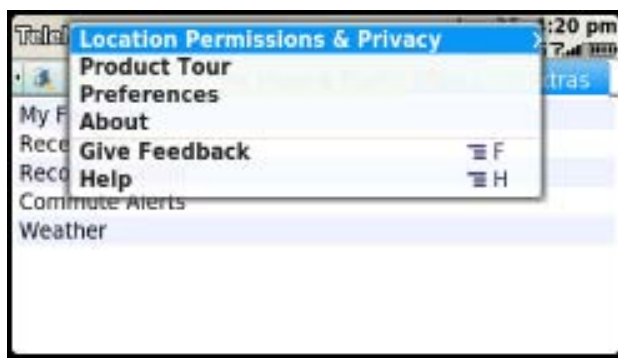 :20 pm
Location Permissions & Privacy
Product Tour
Preferences
About
Give Feedback F
Help H
tras
My F
Rece
Reco
Commute Alerts
Weather